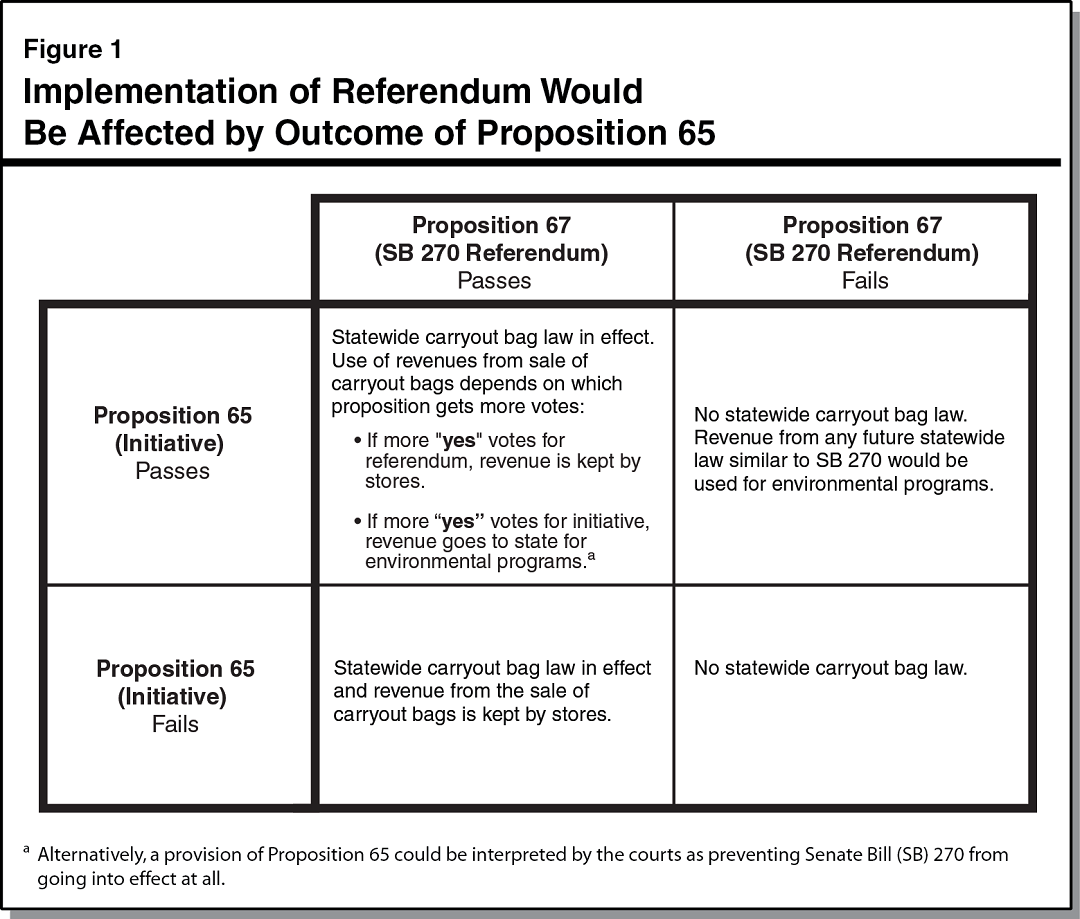 Figure 1
Implementation of Referendum Would
Be Affected by Outcome of Proposition 65
Proposition 67
(SB 270 Referendum)
Passes
Proposition 67
(SB 270 Referendum)
Fails
Proposition 65
(Initiative)
Passes
Statewide carryout bag law in effect.
Use of revenues from sale of
carryout bags depends on which
proposition gets more votes:
• If more "yes" votes for
referendum, revenue is kept by
stores.
• If more “yes” votes for initiative,
revenue goes to state for
environmental programs.a
No statewide carryout bag law.
Revenue from any future statewide
law similar to SB 270 would be
used for environmental programs.
Proposition 65
(Initiative)
Fails
Statewide carryout bag law in effect
and revenue from the sale of
carryout bags is kept by stores.
No statewide carryout bag law.
a Alternatively, a provision of Proposition 65 could be interpreted by the courts as preventing Senate Bill (SB) 270 from
going into effect at all.